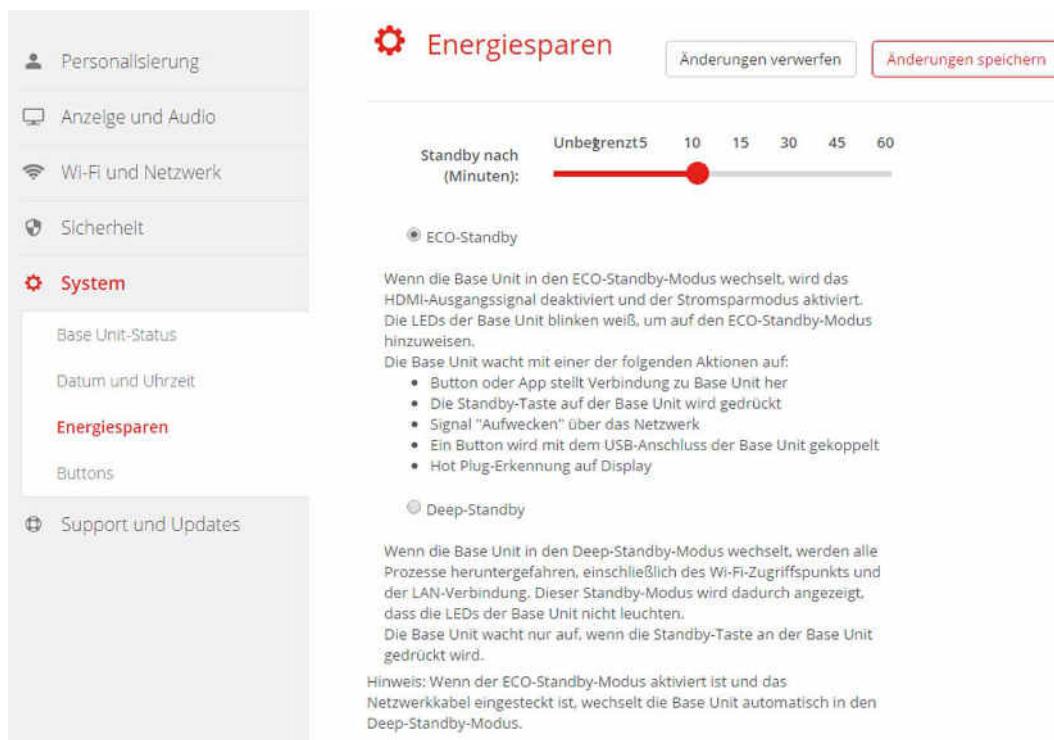 Personalisierung
Anzeige und Audio
Wi-Fi und Netzwerk
Sicherheit
System
Base Unit-Status
Datum und Uhrzeit
Energiesparen
Buttons
Support und Updates
Energiesparen
Änderungen verwerfen
Änderungen speichern
Standby nach
(Minuten):
Unbegrenzt 5 10 15 30 45 60
ECO-Standby
Wenn die Base Unit in den ECO-Standby-Modus wechselt, wird das
HDMI-Ausgangssignal deaktiviert und der Stromsparmodus aktiviert.
Die LEDs der Base Unit blinken weiß, um auf den ECO-Standby-Modus
hinzuweisen.
Die Base Unit wacht mit einer der folgenden Aktionen auf:
• Button oder App stellt Verbindung zu Base Unit her
• Die Standby-Taste auf der Base Unit wird gedrückt
• Signal "Aufwecken" über das Netzwerk
• Ein Button wird mit dem USB-Anschluss der Base Unit gekoppelt
• Hot Plug-Erkennung auf Display
Deep-Standby
Wenn die Base Unit in den Deep-Standby-Modus wechselt, werden alle
Prozesse heruntergefahren, einschließlich des Wi-Fi-Zugriffspunkts und
der LAN-Verbindung. Dieser Standby-Modus wird dadurch angezeigt,
dass die LEDs der Base Unit nicht leuchten.
Die Base Unit wacht nur auf, wenn die Standby-Taste an der Base Unit
gedrückt wird.
Hinweis: Wenn der ECO-Standby-Modus aktiviert ist und das
Netzwerkkabel eingesteckt ist, wechselt die Base Unit automatisch in den
Deep-Standby-Modus.